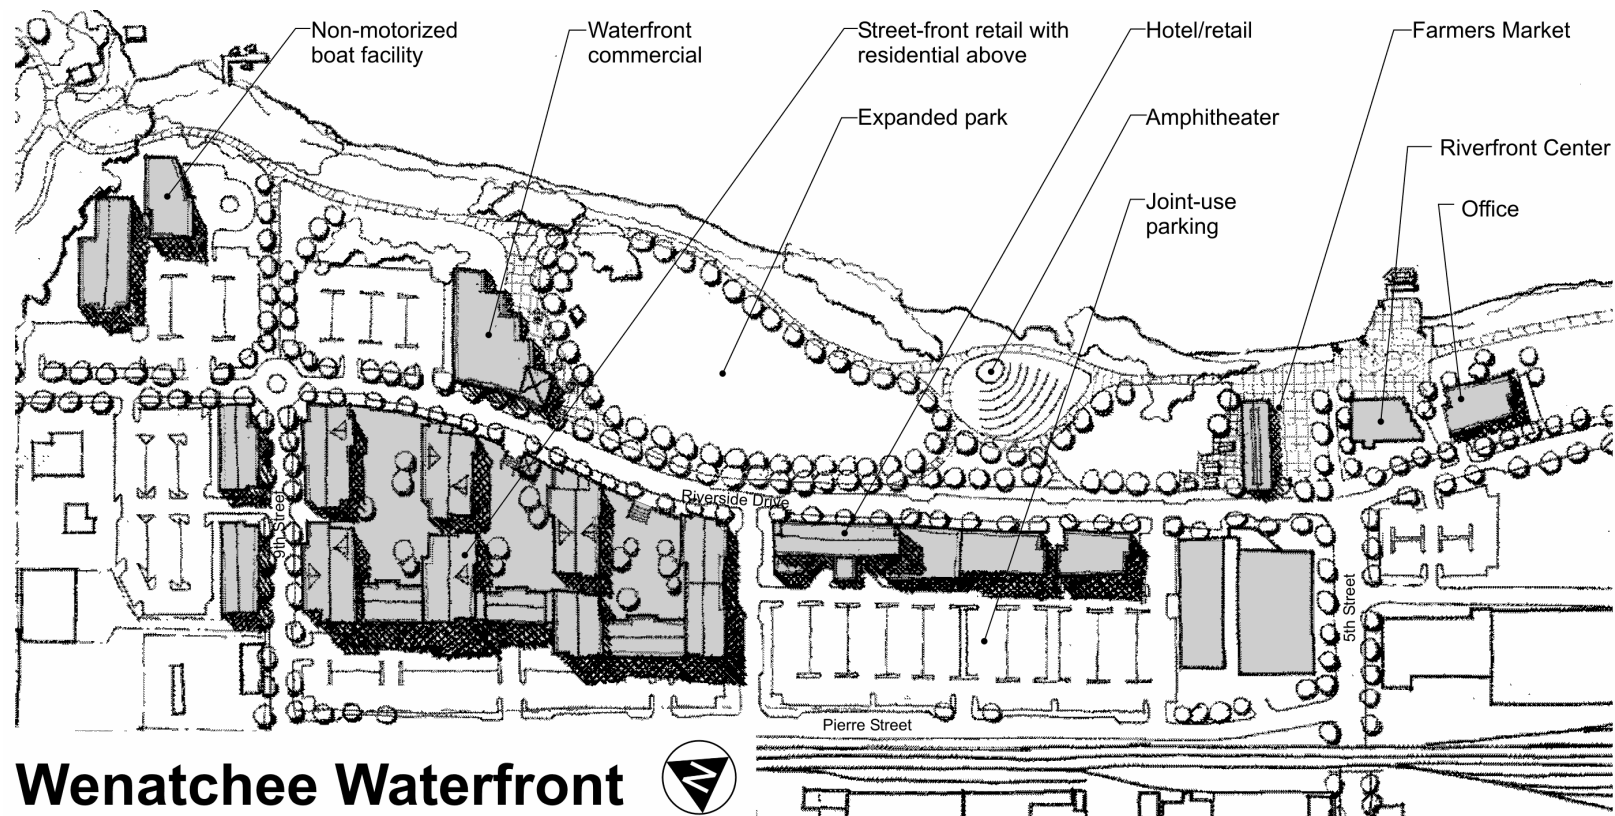 Non-motorized
boat facility
Waterfront
commercial
Street-front retail with
residential above
Hotel/retail
Farmers Market
Expanded park
Amphitheater
Riverfront Center
Joint-use
parking
Office
Riverside Drive
9th Street
5th Street
Pierre Street
Wenatchee Waterfront
N